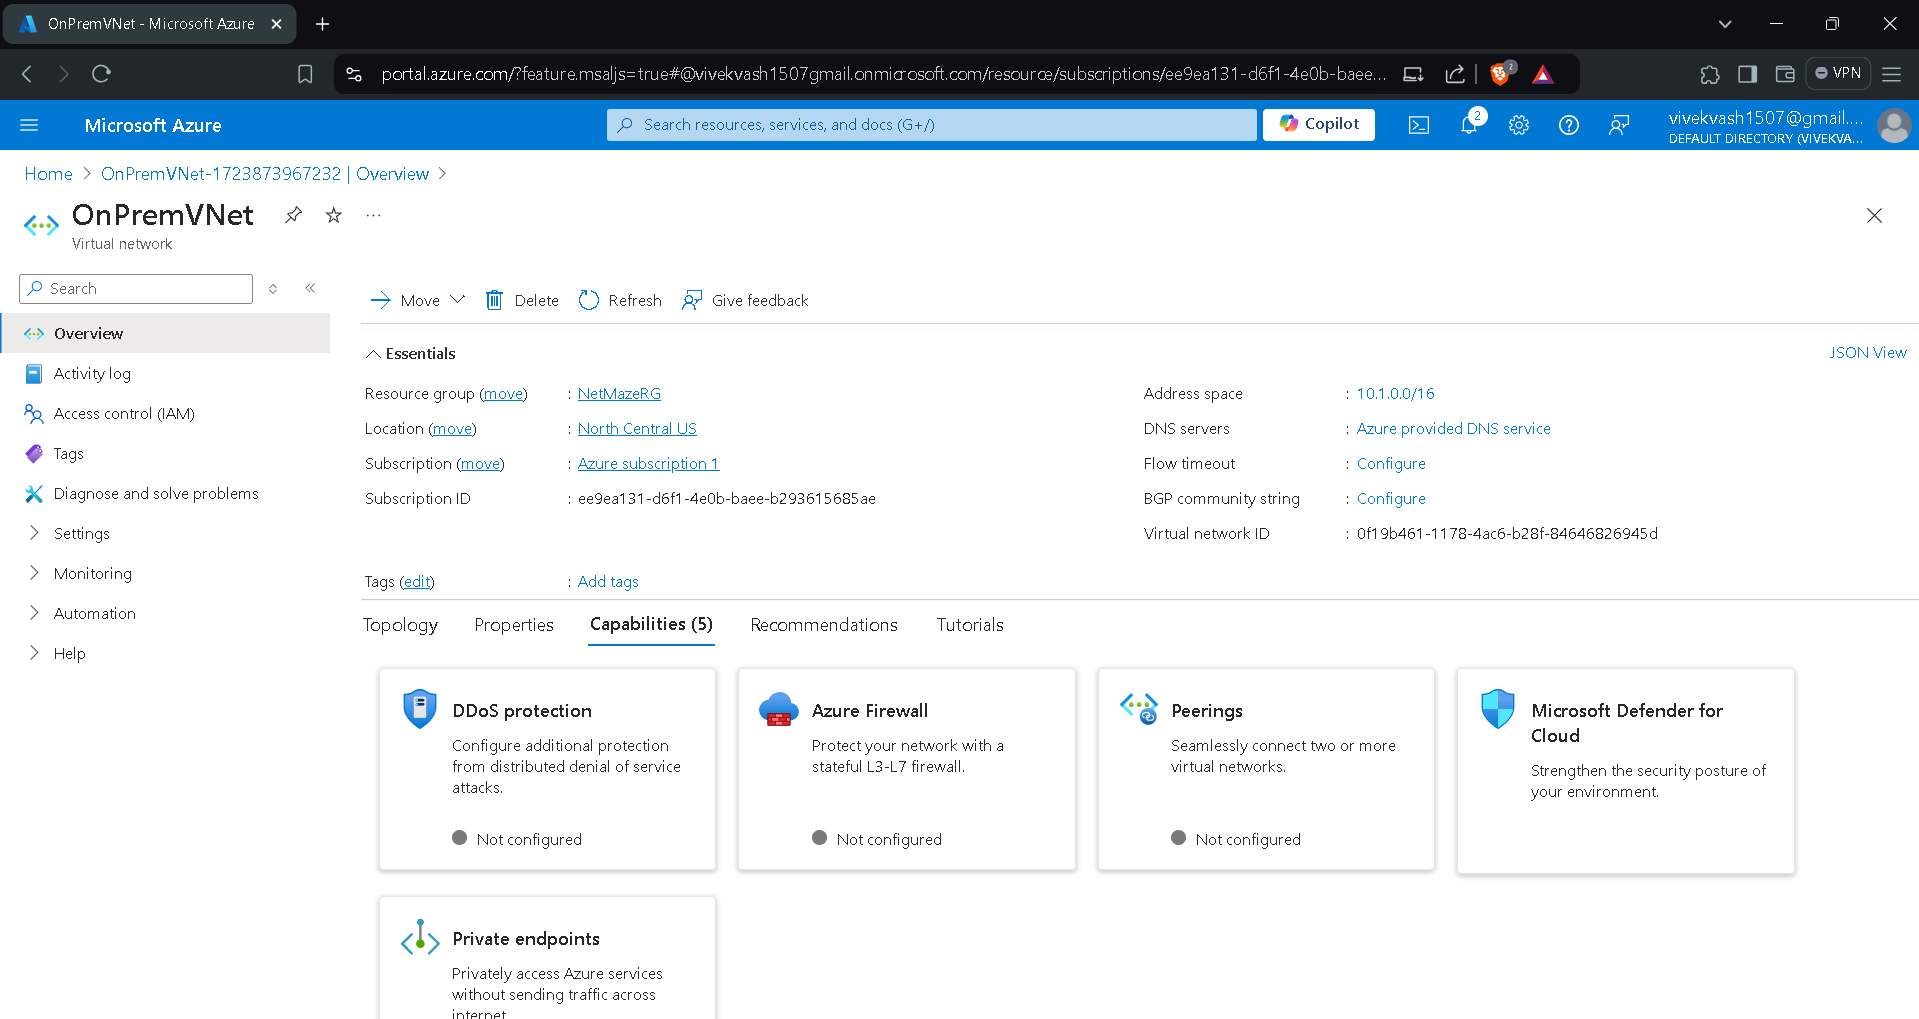 OnPremVNet - Microsoft Azure
portal.azure.com/?feature.msaljs=true#@vivekvash1507gmail.onmicrosoft.com/resource/subscriptions/ee9ea131-d6f1-4e0b-baee...
2
VPN
Microsoft Azure
Search resources, services, and docs (G+/)
Copilot
2
vivekvash1507@gmail....
DEFAULT DIRECTORY (VIVEKVA...
Home > OnPremVNet-1723873967232 | Overview >
OnPremVNet
Virtual network
Search
Overview
Activity log
Access control (IAM)
Tags
Diagnose and solve problems
Settings
Monitoring
Automation
Help
Move
Delete
Refresh
Give feedback
Essentials
JSON View
Resource group (move) : NetMazeRG
Location (move) : North Central US
Subscription (move) : Azure subscription 1
Subscription ID : ee9ea131-d6f1-4e0b-baee-b293615685ae
Address space : 10.1.0.0/16
DNS servers : Azure provided DNS service
Flow timeout : Configure
BGP community string : Configure
Virtual network ID : 0f19b461-1178-4ac6-b28f-84646826945d
Tags (edit) : Add tags
Topology
Properties
Capabilities (5)
Recommendations
Tutorials
DDoS protection
Configure additional protection
from distributed denial of service
attacks.
Not configured
Azure Firewall
Protect your network with a
stateful L3-L7 firewall.
Not configured
Peerings
Seamlessly connect two or more
virtual networks.
Not configured
Microsoft Defender for
Cloud
Strengthen the security posture of
your environment.
Private endpoints
Privately access Azure services
without sending traffic across
internet.